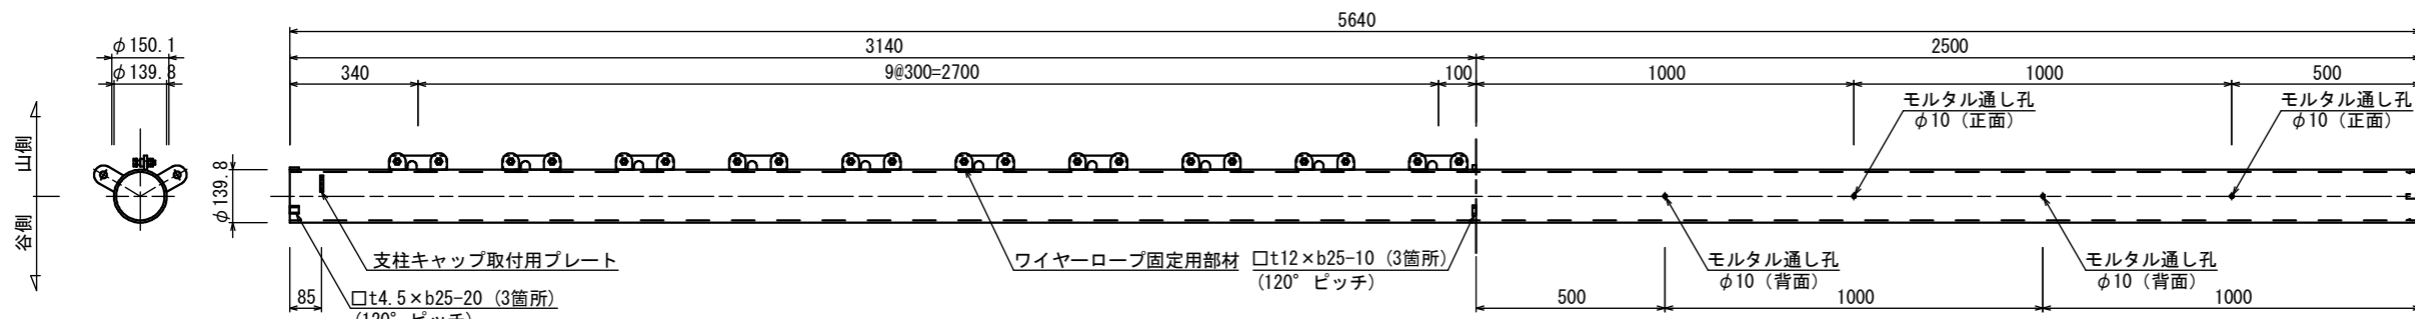 5640
3140
2500
φ150.1
φ139.8
340
9@300=2700
100
1000
1000
500
モルタル通し孔
φ10（正面）
モルタル通し孔
φ10（正面）
山側
谷側
φ139.8
支柱キャップ取付用プレート
ワイヤーロープ固定用部材
□t12×b25-10（3箇所）
(120° ピッチ)
モルタル通し孔
φ10（背面）
モルタル通し孔
φ10（背面）
85
□t4.5×b25-20（3箇所）
(120° ピッチ)
500
1000
1000